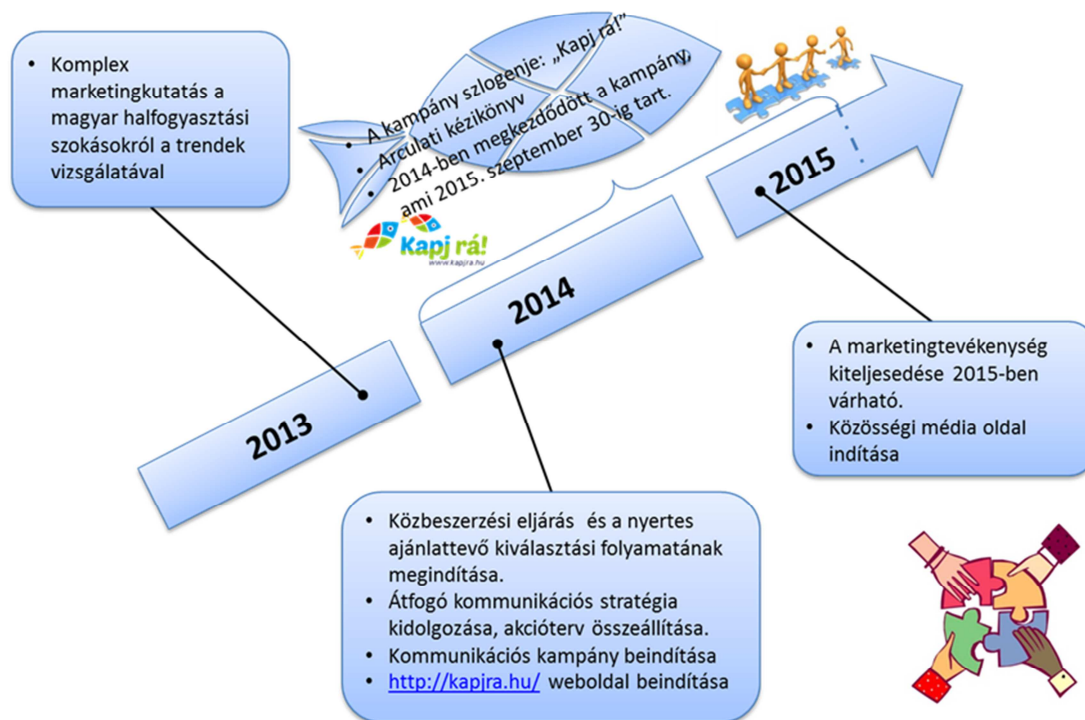 • Komplex
marketingkutatás a
magyar halfogyasztási
szokásokról a trendek
vizsgálatával
• A kampány szlogenje: „Kapj rá!”
• Arculati kézikönyv
• 2014-ben megkezdődött a kampány,
ami 2015. szeptember 30-ig tart.
Kapj rá!
www.kapjra.hu
2013
2014
2015
• A marketingtevékenység
kiteljesedése 2015-ben
várható.
• Közösségi média oldal
indítása
• Közbeszerzési eljárás és a nyertes
ajánlattevő kiválasztási folyamatának
megindítása.
• Átfogó kommunikációs stratégia
kidolgozása, akcióterv összeállítása.
• Kommunikációs kampány beindítása
• http://kapjra.hu/ weboldal beindítása